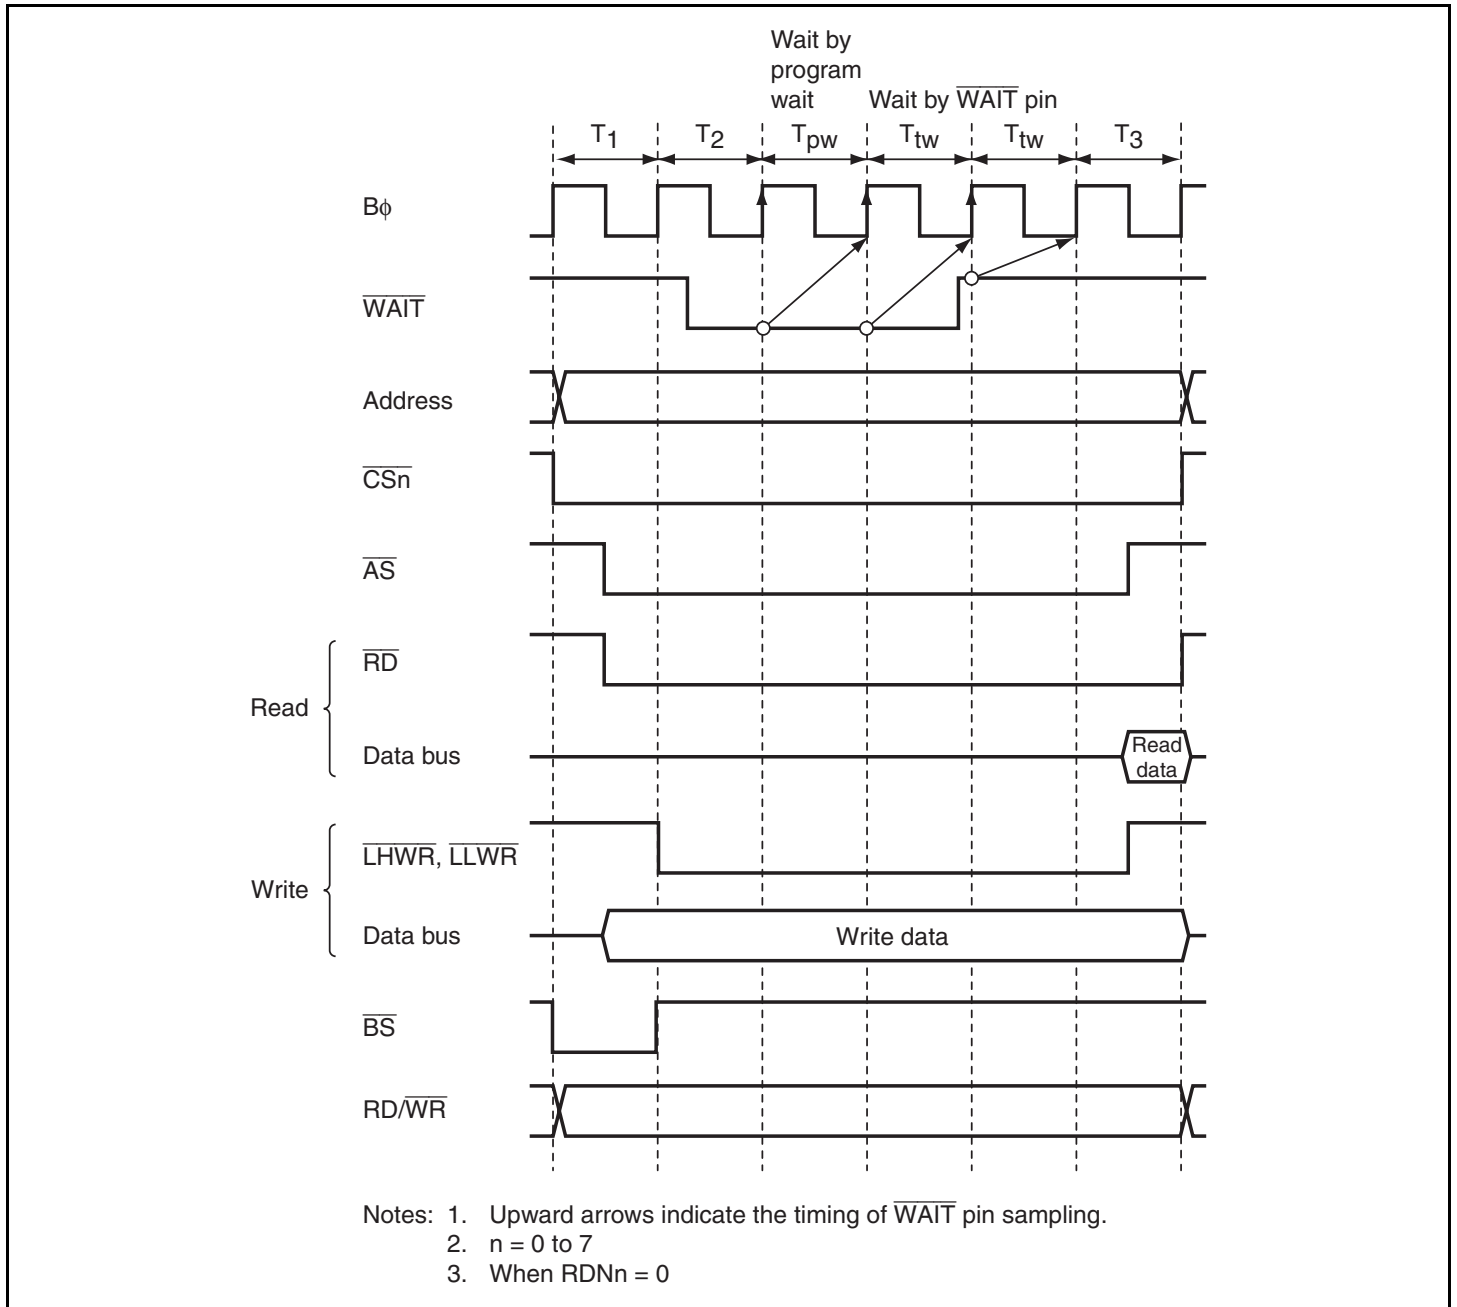 Wait by
program
wait
Wait by WAIT pin
T1 T2 Tpw Ttw Ttw T3
Bϕ
WAIT
Address
CSn
AS
RD
Read
Data bus
Read
data
LHWR, LLWR
Write
Data bus
Write data
BS
RD/WR
Notes: 1. Upward arrows indicate the timing of WAIT pin sampling.
2. n = 0 to 7
3. When RDNn = 0